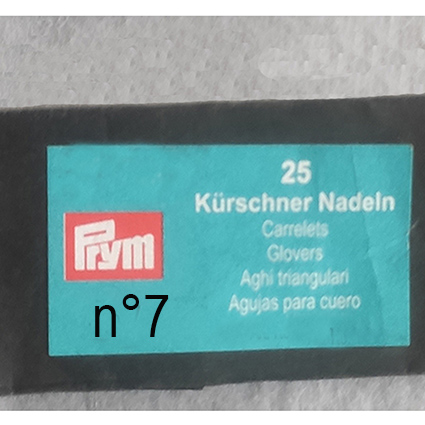 25
Kürschner Nadeln
Carrelets
Glovers
Aghi triangulari
Agujas para cuero
Prym
n°7